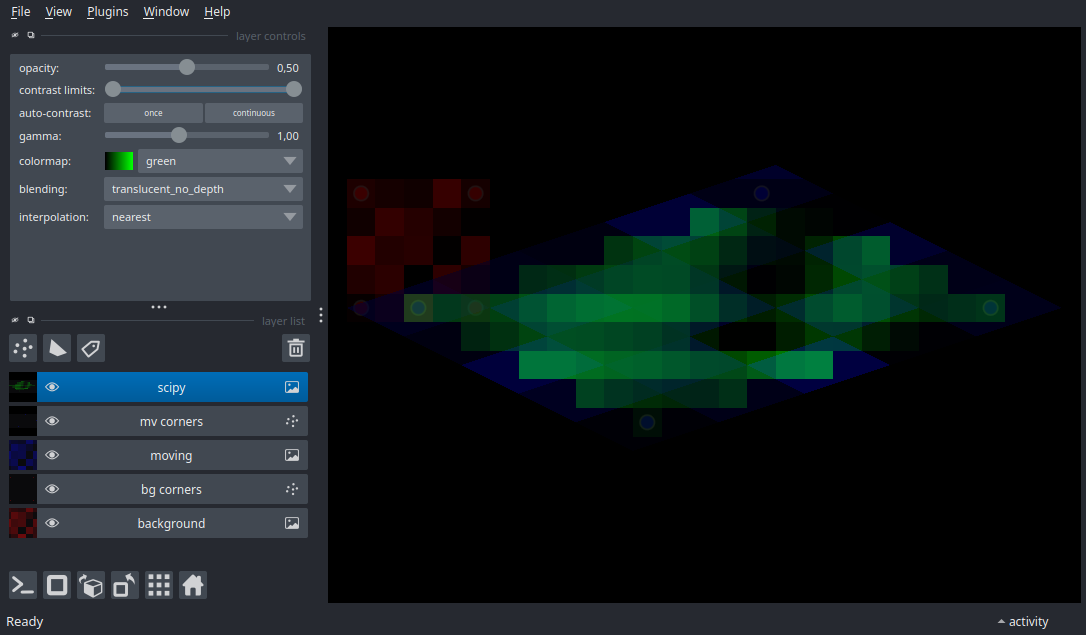 File View Plugins Window Help
layer controls
opacity: 0,50
contrast limits:
auto-contrast: once continuous
gamma: 1,00
colormap: green
blending: translucent_no_depth
interpolation: nearest
layer list
scipy
mv corners
moving
bg corners
background
Ready activity